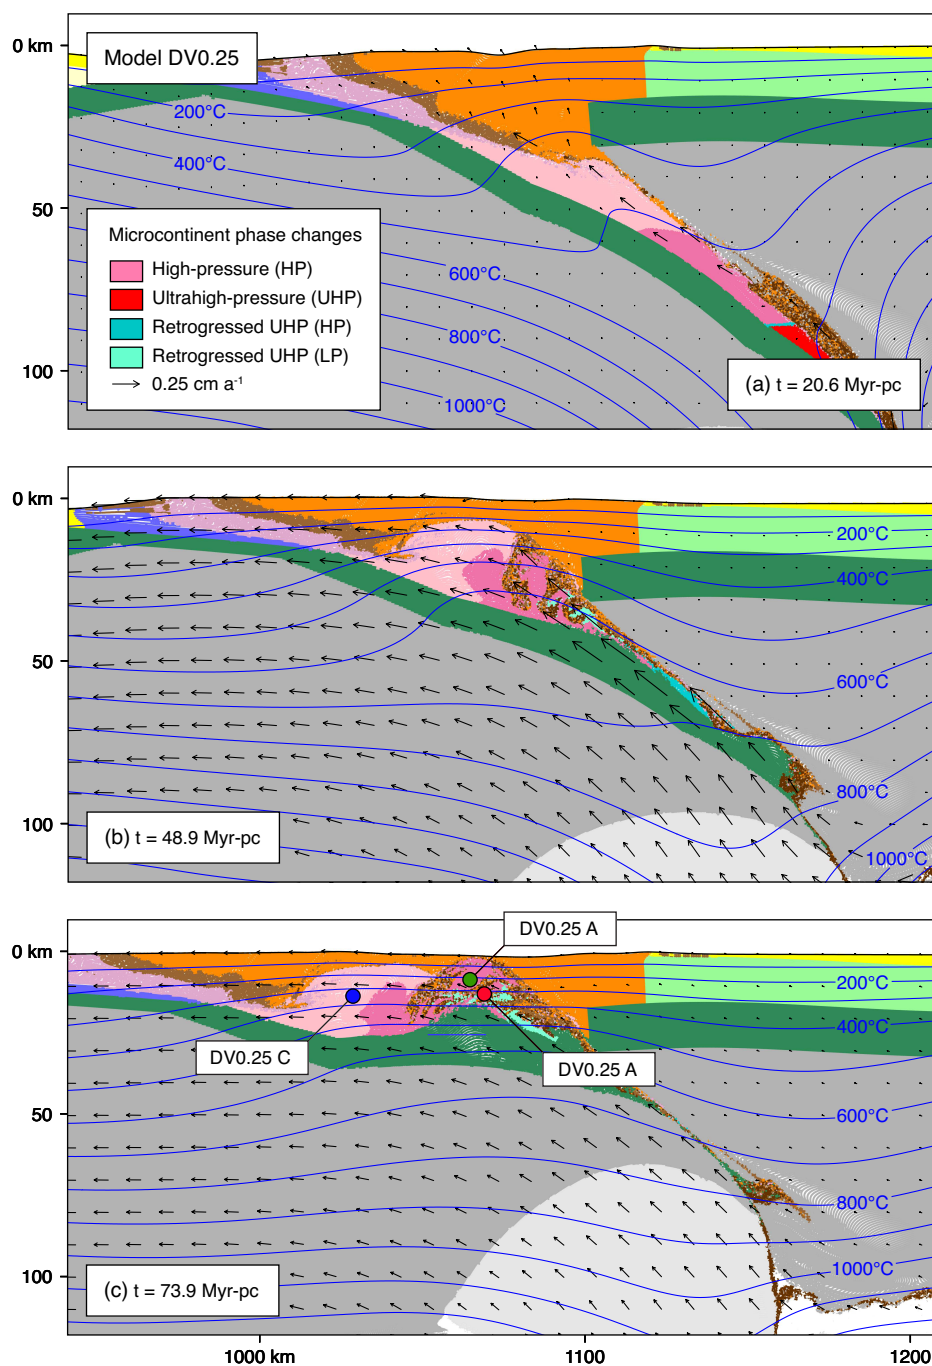 0 km
Model DV0.25
200°C
400°C
50
Microcontinent phase changes
High-pressure (HP)
Ultrahigh-pressure (UHP)
Retrogressed UHP (HP)
Retrogressed UHP (LP)
0.25 cm a-1
600°C
800°C
1000°C
100
(a) t = 20.6 Myr-pc
0 km
200°C
400°C
50
600°C
800°C
100
(b) t = 48.9 Myr-pc
1000°C
DV0.25 A
0 km
200°C
400°C
DV0.25 C
DV0.25 A
50
600°C
800°C
1000°C
100
(c) t = 73.9 Myr-pc
1000 km
1100
1200